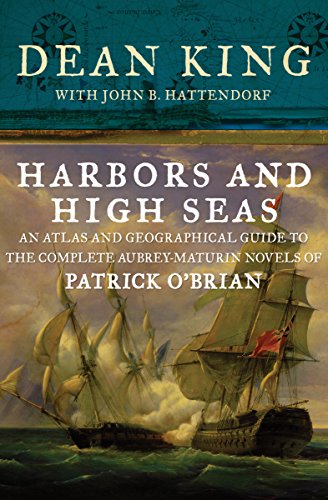 DEAN KING
WITH JOHN B. HATTENDORF
HARBORS AND
HIGH SEAS
AN ATLAS AND GEOGRAPHICAL GUIDE TO
THE COMPLETE AUBREY-MATURIN NOVELS OF
PATRICK O'BRIAN